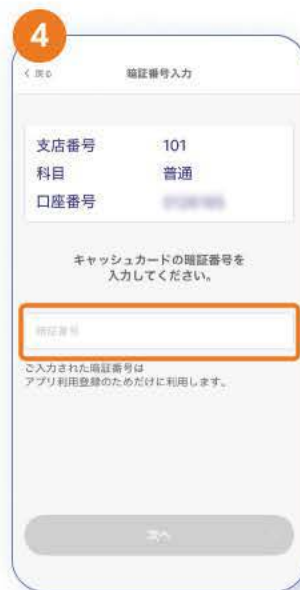 4
< 戻る
暗証番号入力
支店番号 101
科目 普通
口座番号
キャッシュカードの暗証番号を
入力してください。
暗証番号
ご入力された暗証番号は
アプリ利用登録のためだけに利用します。
次へ